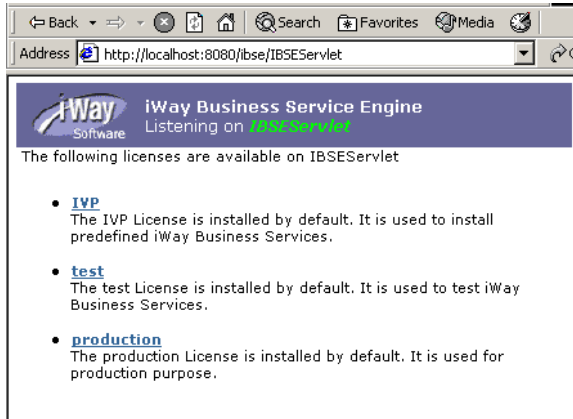 Back Search Favorites Media
Address http://localhost:8080/ibse/IBSEServlet
iWay Software
iWay Business Service Engine
Listening on IBSEServlet
The following licenses are available on IBSEServlet
IVP
The IVP License is installed by default. It is used to install
predefined iWay Business Services.
test
The test License is installed by default. It is used to test iWay
Business Services.
production
The production License is installed by default. It is used for
production purpose.